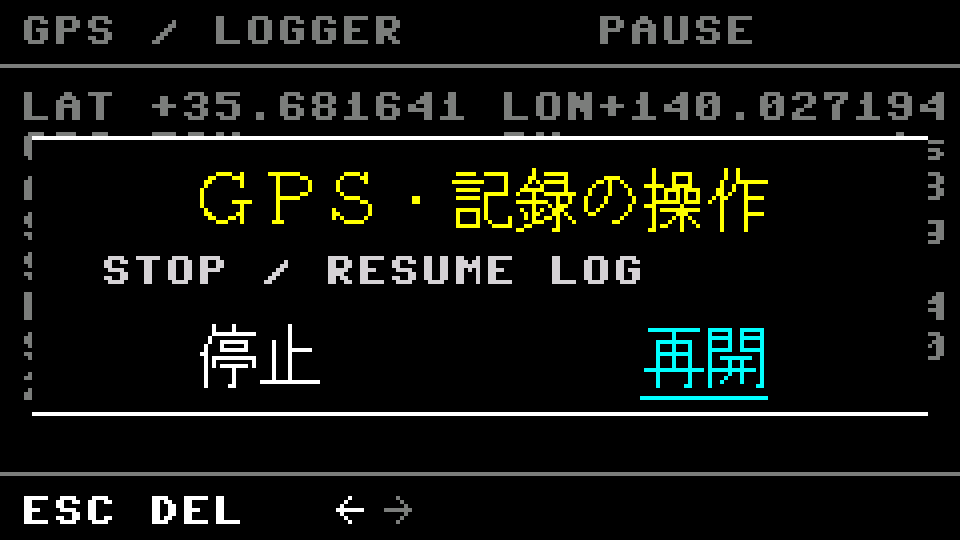 GPS / LOGGER PAUSE
LAT +35.681641 LON+140.027194
GPS・記録の操作
STOP / RESUME LOG
停止 再開
ESC DEL ←→